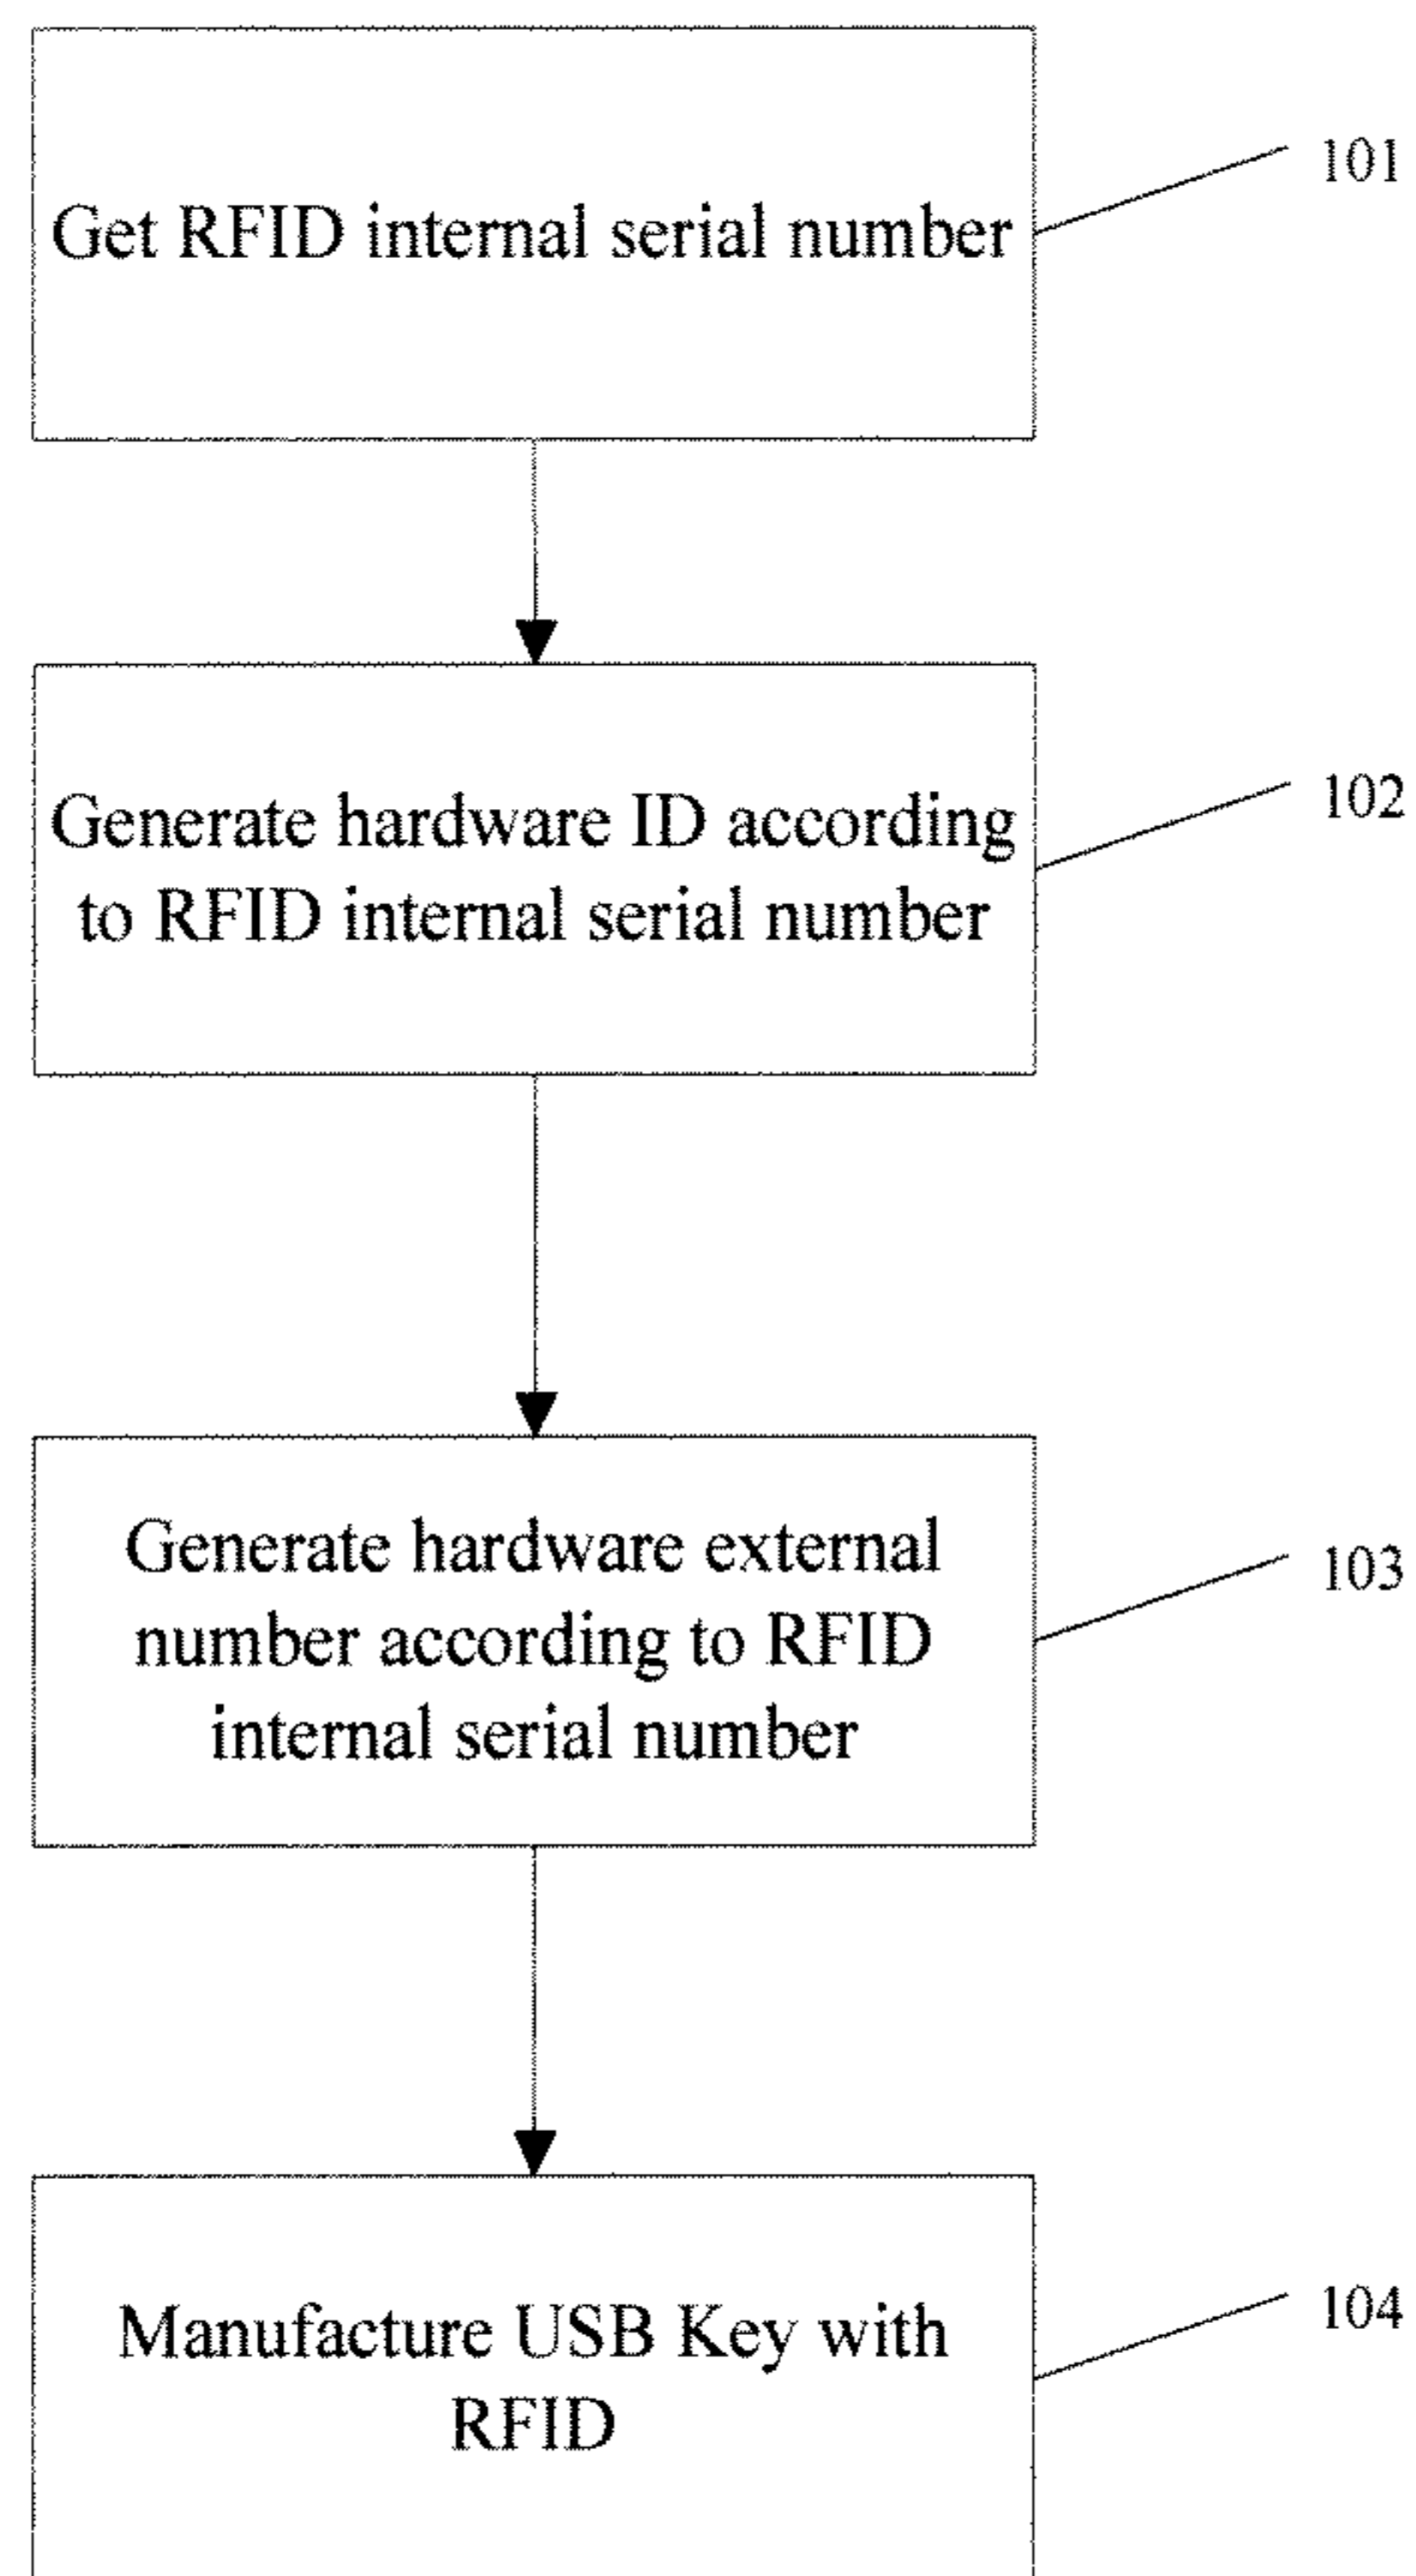 Get RFID internal serial number
101
Generate hardware ID according
to RFID internal serial number
102
Generate hardware external
number according to RFID
internal serial number
103
Manufacture USB Key with
RFID
104